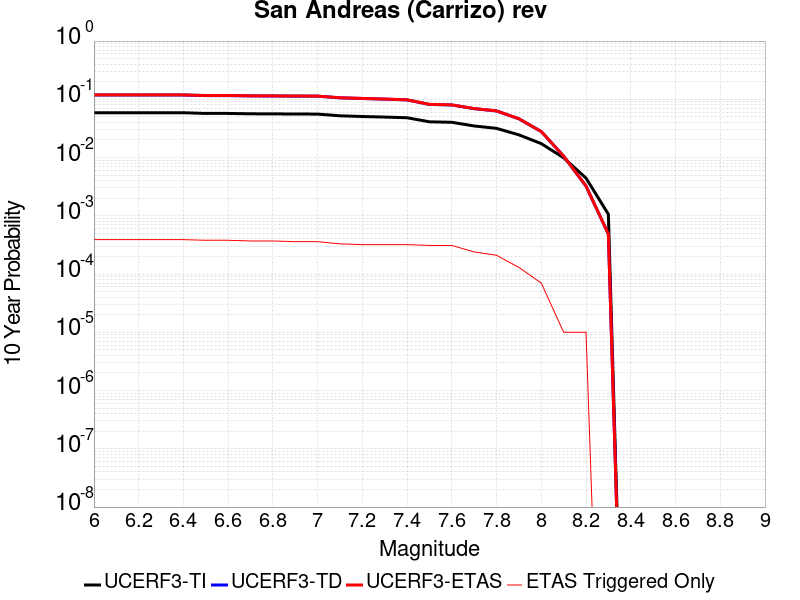 San Andreas (Carrizo) rev
10 0
10 -1
10 -2
10 -3
10 -4
10 -5
10 -6
10 -7
10 -8
10 Year Probability
6 6.2 6.4 6.6 6.8 7 7.2 7.4 7.6 7.8 8 8.2 8.4 8.6 8.8 9
Magnitude
UCERF3-TI UCERF3-TD UCERF3-ETAS ETAS Triggered Only